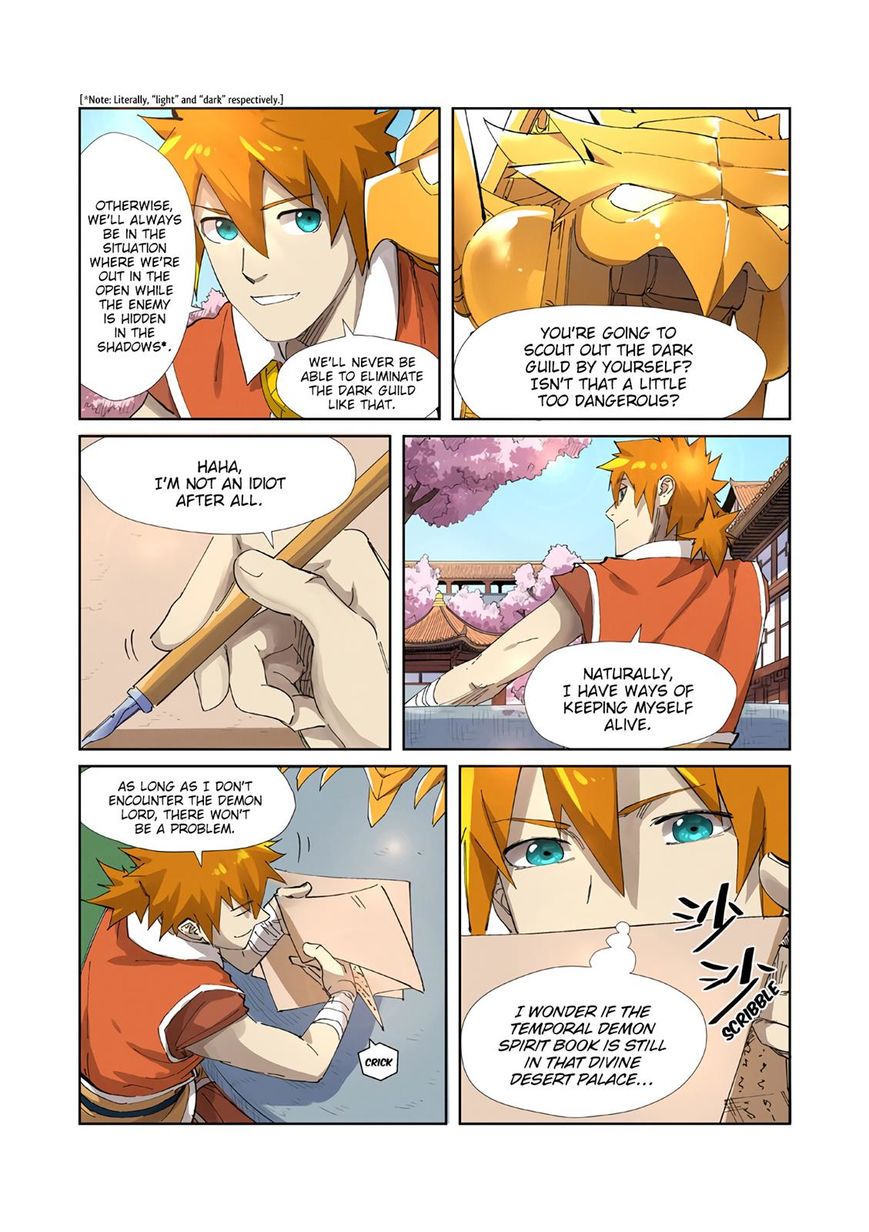 [*Note: Literally, "light" and "dark" respectively.]
OTHERWISE,
WE'LL ALWAYS
BE IN THE
SITUATION
WHERE WE'RE
OUT IN THE
OPEN WHILE
THE ENEMY
IS HIDDEN
IN THE
SHADOWS*.
WE'LL NEVER BE
ABLE TO ELIMINATE
THE DARK GUILD
LIKE THAT.
YOU'RE GOING TO
SCOUT OUT THE DARK
GUILD BY YOURSELF?
ISN'T THAT A LITTLE
TOO DANGEROUS?
HAHA,
I'M NOT AN IDIOT
AFTER ALL.
NATURALLY,
I HAVE WAYS OF
KEEPING MYSELF
ALIVE.
AS LONG AS I DON'T
ENCOUNTER THE DEMON
LORD, THERE WON'T
BE A PROBLEM.
CRICK
I WONDER IF THE
TEMPORAL DEMON
SPIRIT BOOK IS STILL
IN THAT DIVINE
DESERT PALACE...
SCRIBBLE